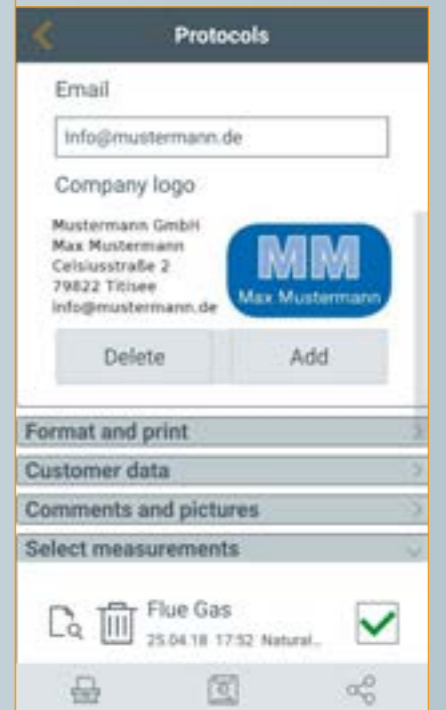 Protocols
Email
Info@mustermann.de
Company logo
Mustermann GmbH
Max Mustermann
Celsiusstraße 2
79822 Titisee
info@mustermann.de
MM
Max Mustermann
Delete
Add
Format and print
Customer data
Comments and pictures
Select measurements
Flue Gas
25.04.18 17:52 Natural...